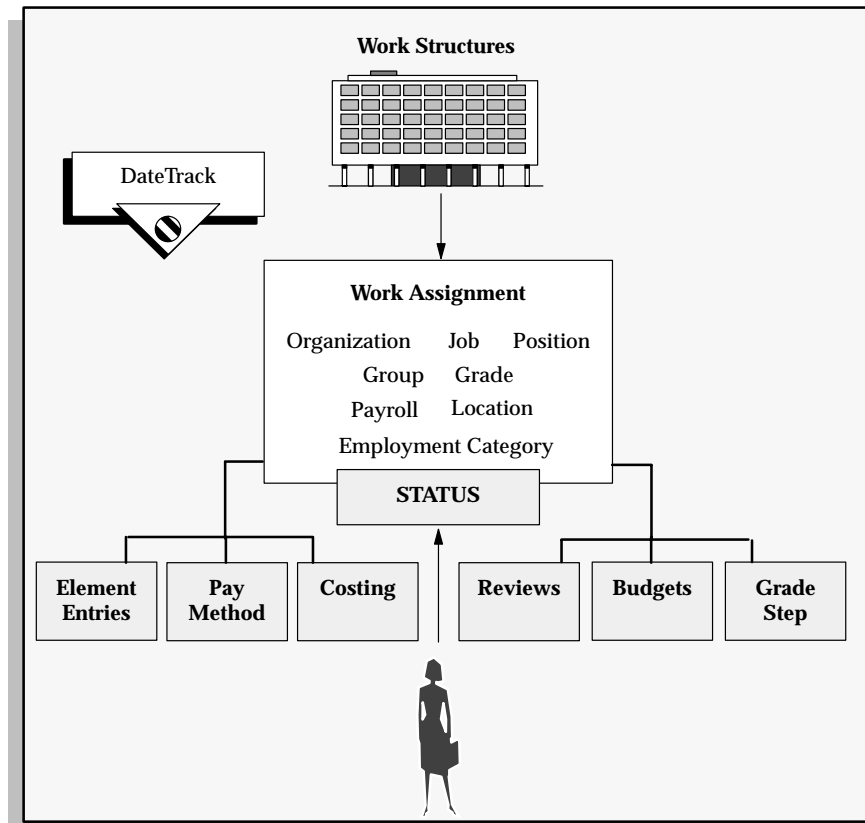 Work Structures
DateTrack
Work Assignment
Organization Job Position
Group Grade
Payroll Location
Employment Category
STATUS
Element
Entries
Pay
Method
Costing
Reviews
Budgets
Grade
Step